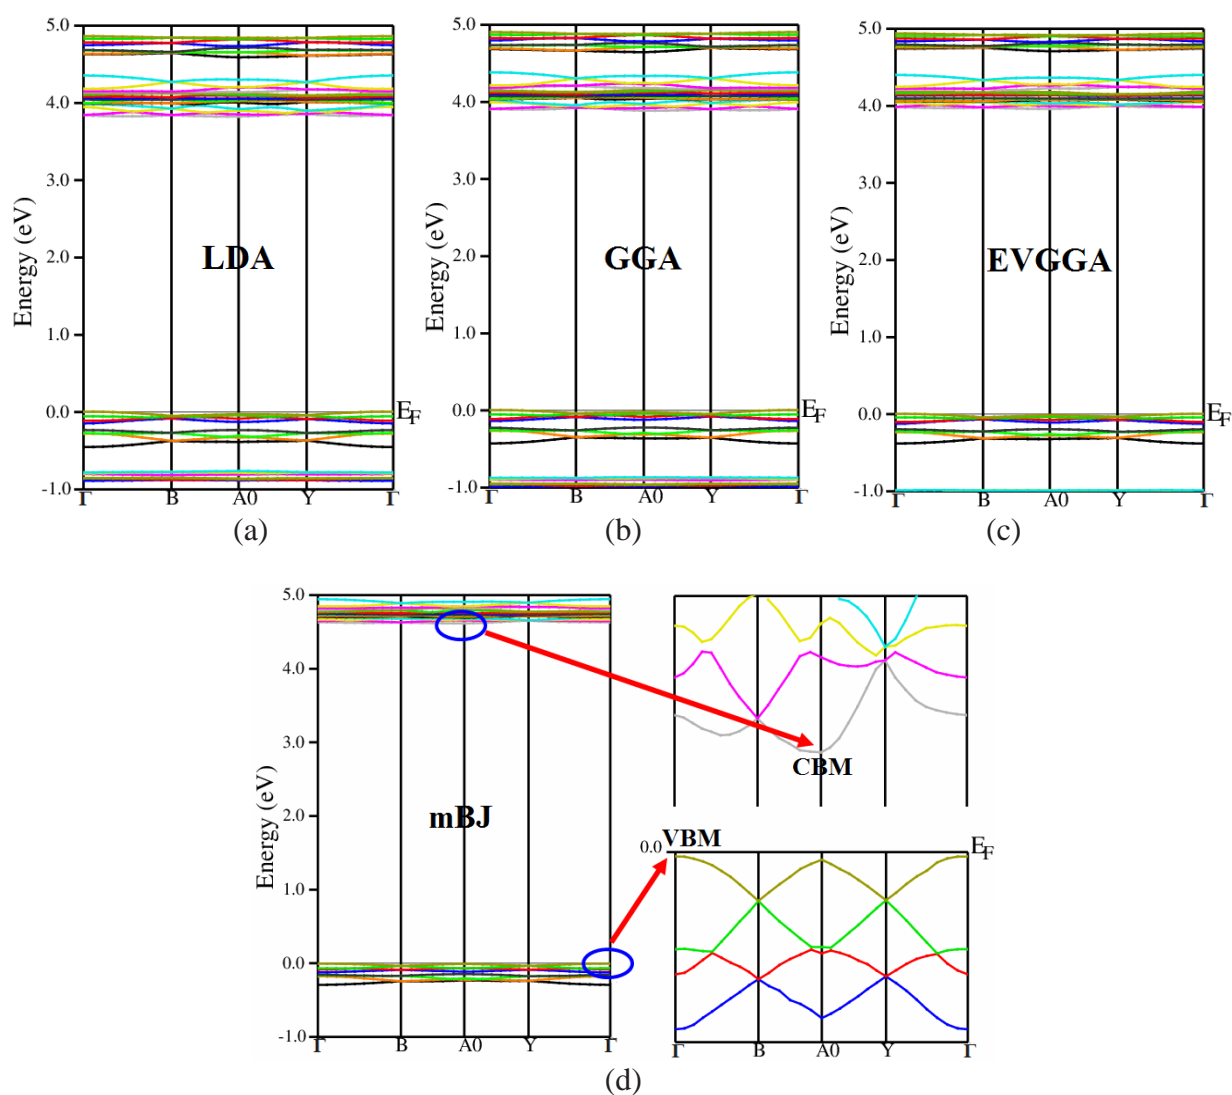 5.0
4.0
3.0
2.0
1.0
0.0
-1.0
Energy (eV)
LDA
E_F
Γ B A0 Y Γ
(a)
5.0
4.0
3.0
2.0
1.0
0.0
-1.0
Energy (eV)
GGA
E_F
Γ B A0 Y Γ
(b)
5.0
4.0
3.0
2.0
1.0
0.0
-1.0
Energy (eV)
EVGGA
E_F
Γ B A0 Y Γ
(c)
5.0
4.0
3.0
2.0
1.0
0.0
-1.0
Energy (eV)
mBJ
Γ B A0 Y Γ
CBM
0.0 VBM
E_F
Γ B A0 Y Γ
(d)